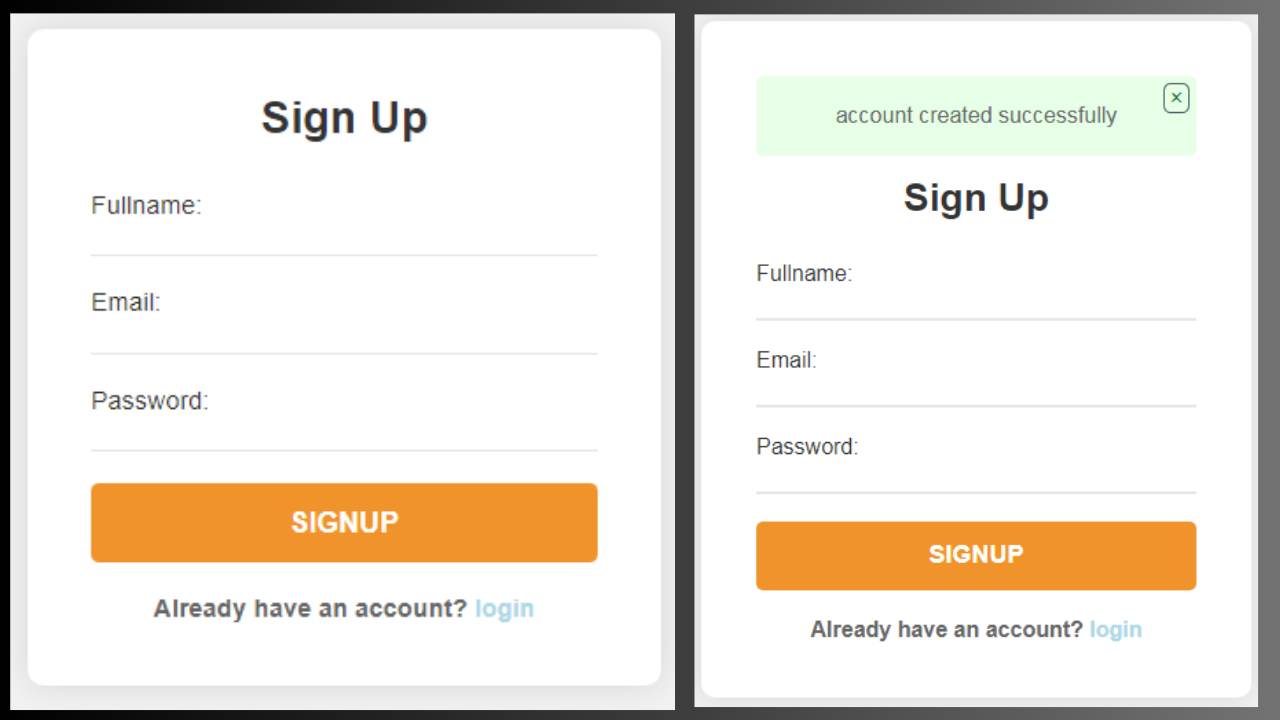 Sign Up
Fullname:
Email:
Password:
SIGNUP
Already have an account? login
account created successfully
×
Sign Up
Fullname:
Email:
Password:
SIGNUP
Already have an account? login